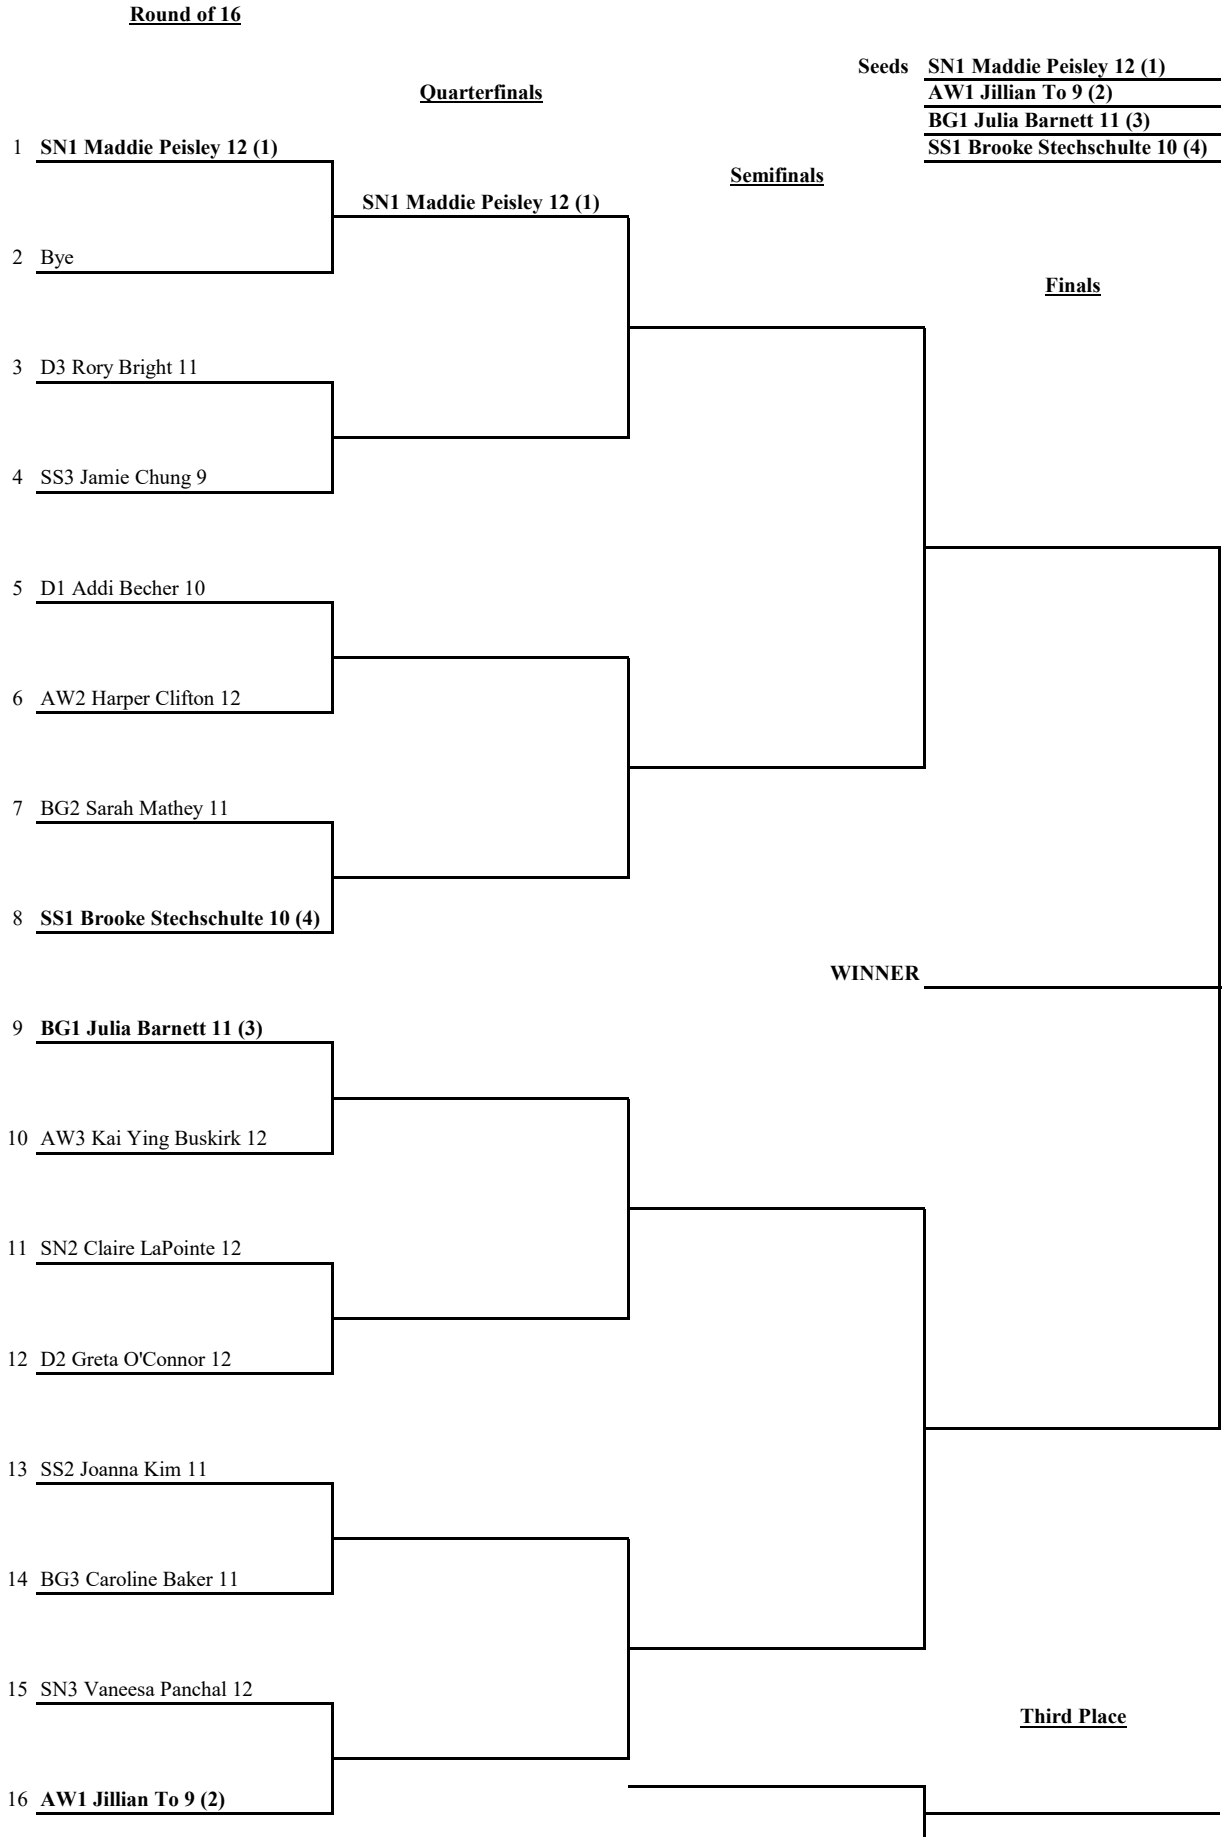 Round of 16
Seeds SN1 Maddie Peisley 12 (1)
AW1 Jillian To 9 (2)
BG1 Julia Barnett 11 (3)
SS1 Brooke Stechschulte 10 (4)
Quarterfinals
Semifinals
Finals
1 SN1 Maddie Peisley 12 (1)
SN1 Maddie Peisley 12 (1)
2 Bye
3 D3 Rory Bright 11
4 SS3 Jamie Chung 9
5 D1 Addi Becher 10
6 AW2 Harper Clifton 12
7 BG2 Sarah Mathey 11
8 SS1 Brooke Stechschulte 10 (4)
WINNER
9 BG1 Julia Barnett 11 (3)
10 AW3 Kai Ying Buskirk 12
11 SN2 Claire LaPointe 12
12 D2 Greta O'Connor 12
13 SS2 Joanna Kim 11
14 BG3 Caroline Baker 11
15 SN3 Vaneesa Panchal 12
Third Place
16 AW1 Jillian To 9 (2)